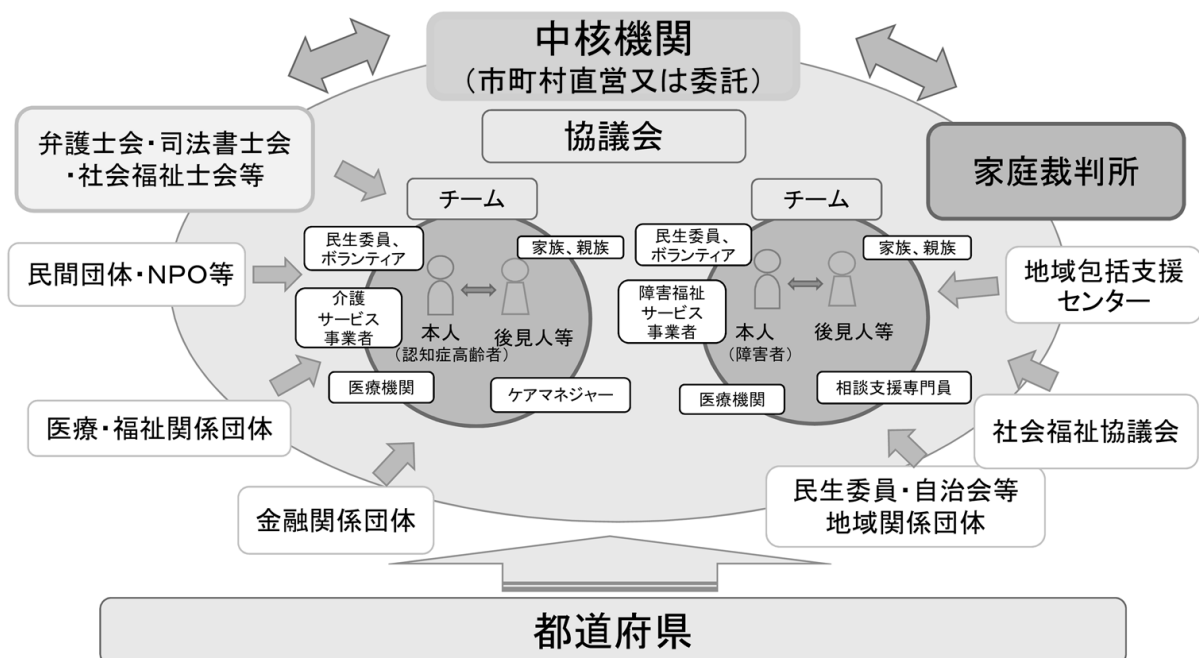 中核機関
（市町村直営又は委託）
協議会
弁護士会・司法書士会
・社会福祉士会等
家庭裁判所
チーム
民生委員、
ボランティア
家族、親族
介護
サービス
事業者
本人
（認知症高齢者）
後見人等
医療機関
ケアマネジャー
チーム
民生委員、
ボランティア
家族、親族
障害福祉
サービス
事業者
本人
（障害者）
後見人等
医療機関
相談支援専門員
民間団体・NPO等
地域包括支援
センター
医療・福祉関係団体
社会福祉協議会
金融関係団体
民生委員・自治会等
地域関係団体
都道府県